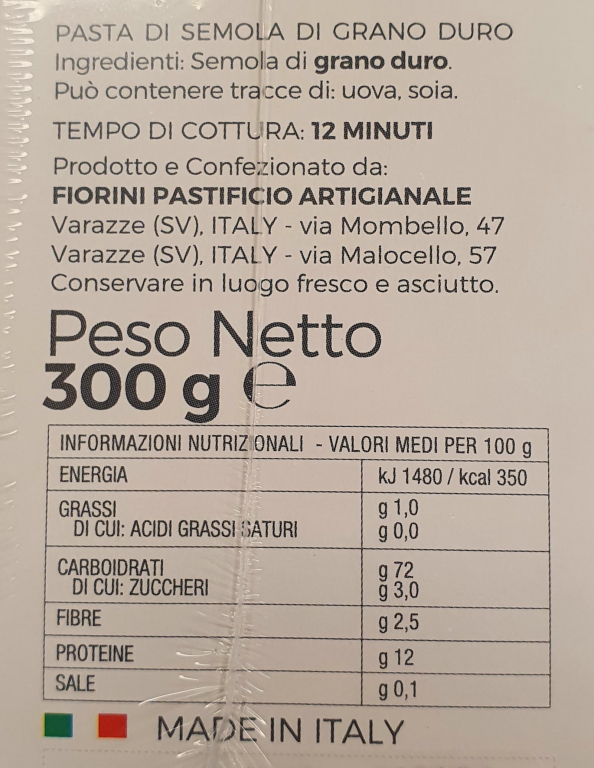 PASTA DI SEMOLA DI GRANO DURO
Ingredienti: Semola di grano duro.
Può contenere tracce di: uova, soia.
TEMPO DI COTTURA: 12 MINUTI
Prodotto e Confezionato da:
FIORINI PASTIFICIO ARTIGIANALE
Varazze (SV), ITALY - via Mombello, 47
Varazze (SV), ITALY - via Malocello, 57
Conservare in luogo fresco e asciutto.
Peso Netto
300 g ℮
INFORMAZIONI NUTRIZIONALI - VALORI MEDI PER 100 g
ENERGIA kJ 1480 / kcal 350
GRASSI g 1,0
DI CUI: ACIDI GRASSI SATURI g 0,0
CARBOIDRATI g 72
DI CUI: ZUCCHERI g 3,0
FIBRE g 2,5
PROTEINE g 12
SALE g 0,1
MADE IN ITALY